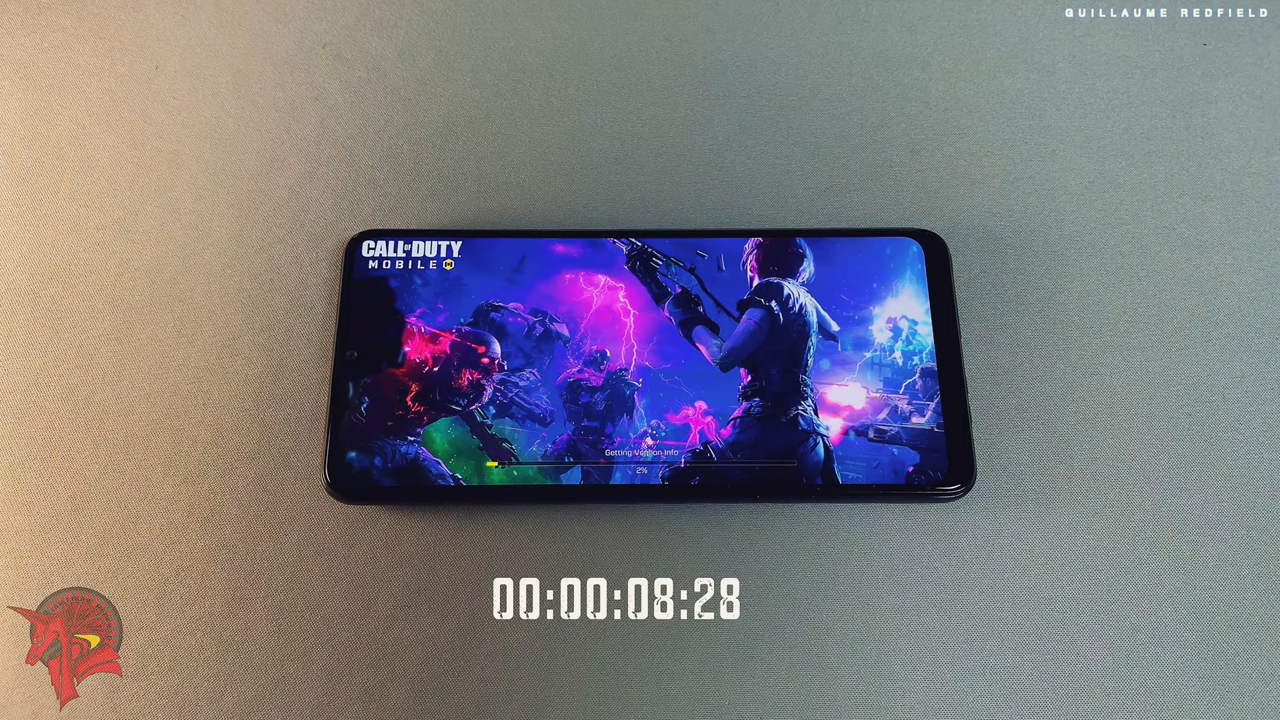 GUILLAUME REDFIELD
CALL OF DUTY
MOBILE
Getting Version Info
2%
00:00:08:28